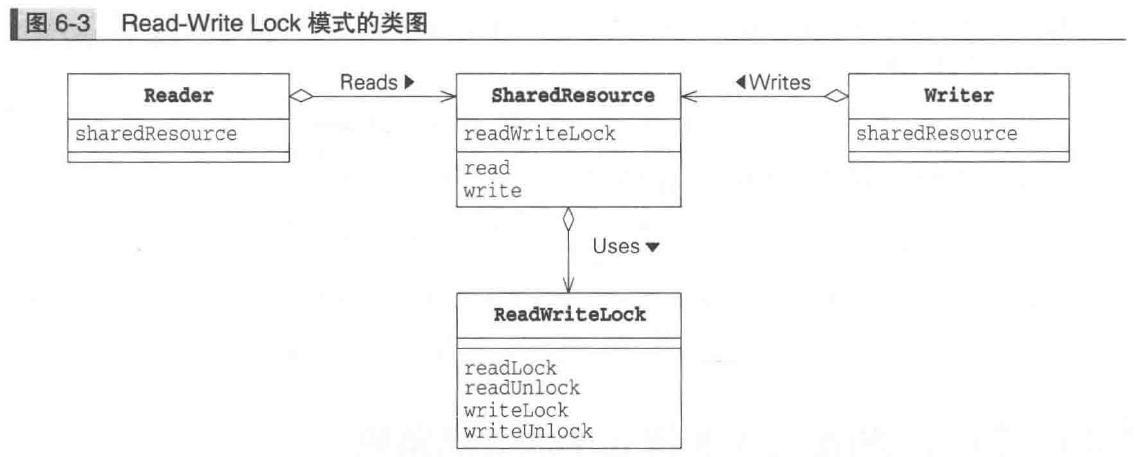 图 6-3 Read-Write Lock 模式的类图
Reader
sharedResource
Reads ▶
SharedResource
readWriteLock
read
write
◀Writes
Writer
sharedResource
Uses ▼
ReadWriteLock
readLock
readUnlock
writeLock
writeUnlock